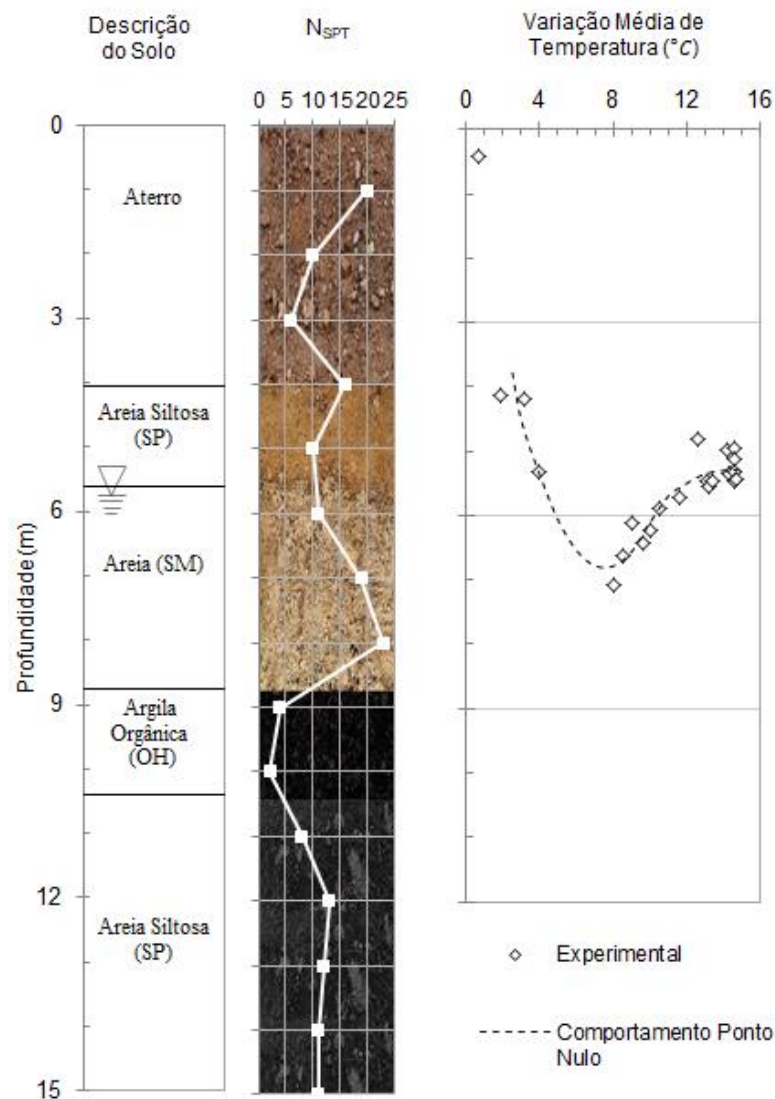 Descrição
do Solo
N_SPT
Variação Média de
Temperatura (°C)
0 5 10 15 20 25
0 4 8 12 16
0
3
6
9
12
15
Profundidade (m)
Aterro
Areia Siltosa
(SP)
Areia (SM)
Argila
Orgânica
(OH)
Areia Siltosa
(SP)
Experimental
Comportamento Ponto
Nulo